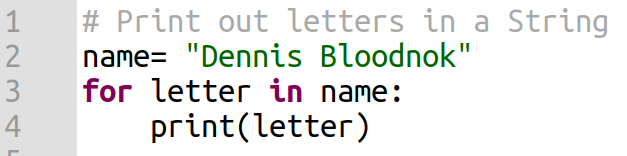 1 # Print out letters in a String
2 name= "Dennis Bloodnok"
3 for letter in name:
4     print(letter)